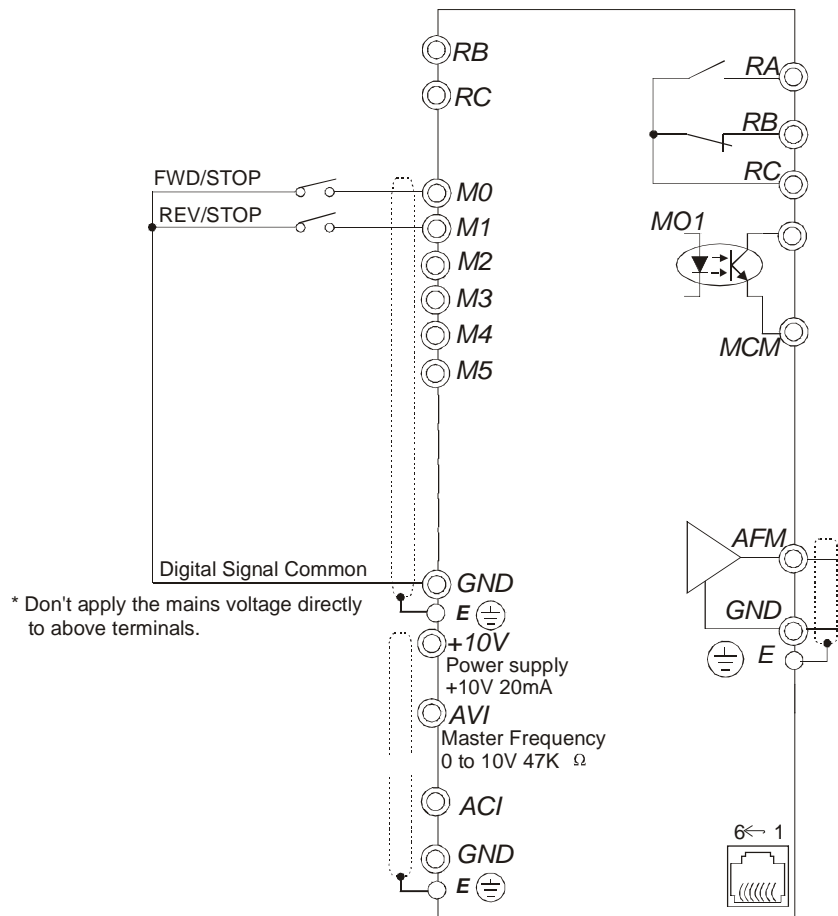 RB
RC
FWD/STOP
M0
REV/STOP
M1
M2
M3
M4
M5
Digital Signal Common
GND
* Don't apply the mains voltage directly
to above terminals.
E
+10V
Power supply
+10V 20mA
AVI
Master Frequency
0 to 10V 47K Ω
ACI
GND
E
RA
RB
RC
MO1
MCM
AFM
GND
E
6← 1